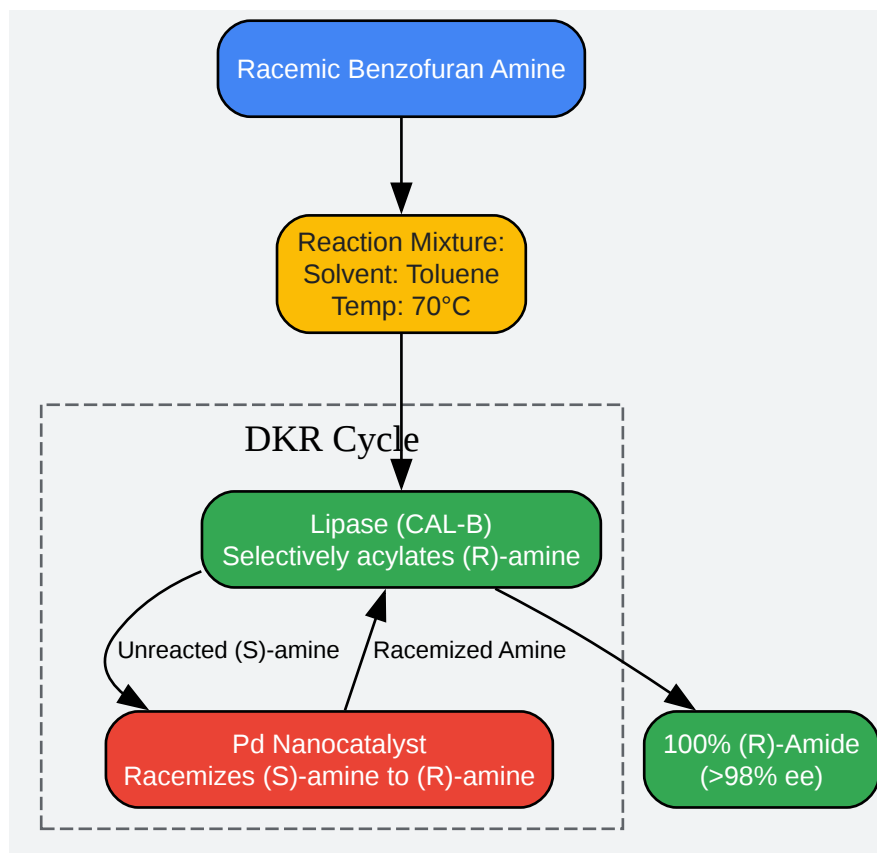 Racemic Benzofuran Amine
Reaction Mixture:
Solvent: Toluene
Temp: 70°C
DKR Cycle
Lipase (CAL-B)
Selectively acylates (R)-amine
Unreacted (S)-amine
Racemized Amine
Pd Nanocatalyst
Racemizes (S)-amine to (R)-amine
100% (R)-Amide
(>98% ee)